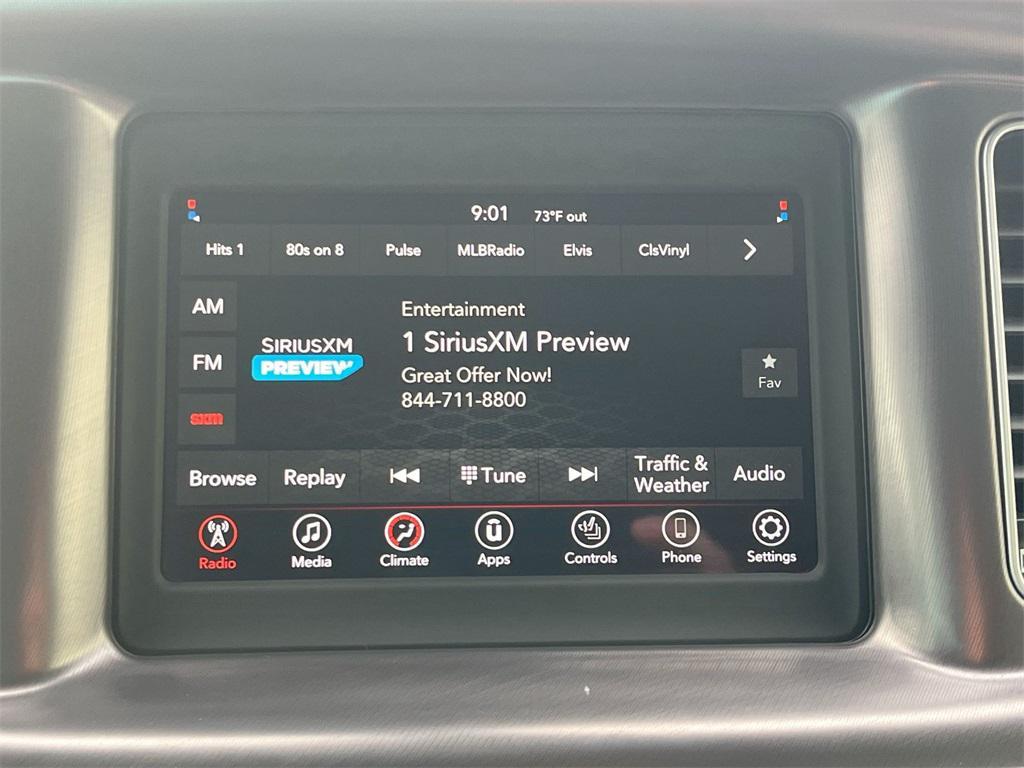 9:01 73°F out
Hits 1 80s on 8 Pulse MLBRadio Elvis ClsVinyl
AM
FM
sxm
SIRIUSXM
PREVIEW
Entertainment
1 SiriusXM Preview
Great Offer Now!
844-711-8800
Fav
Browse Replay Tune Traffic & Weather Audio
Radio Media Climate Apps Controls Phone Settings